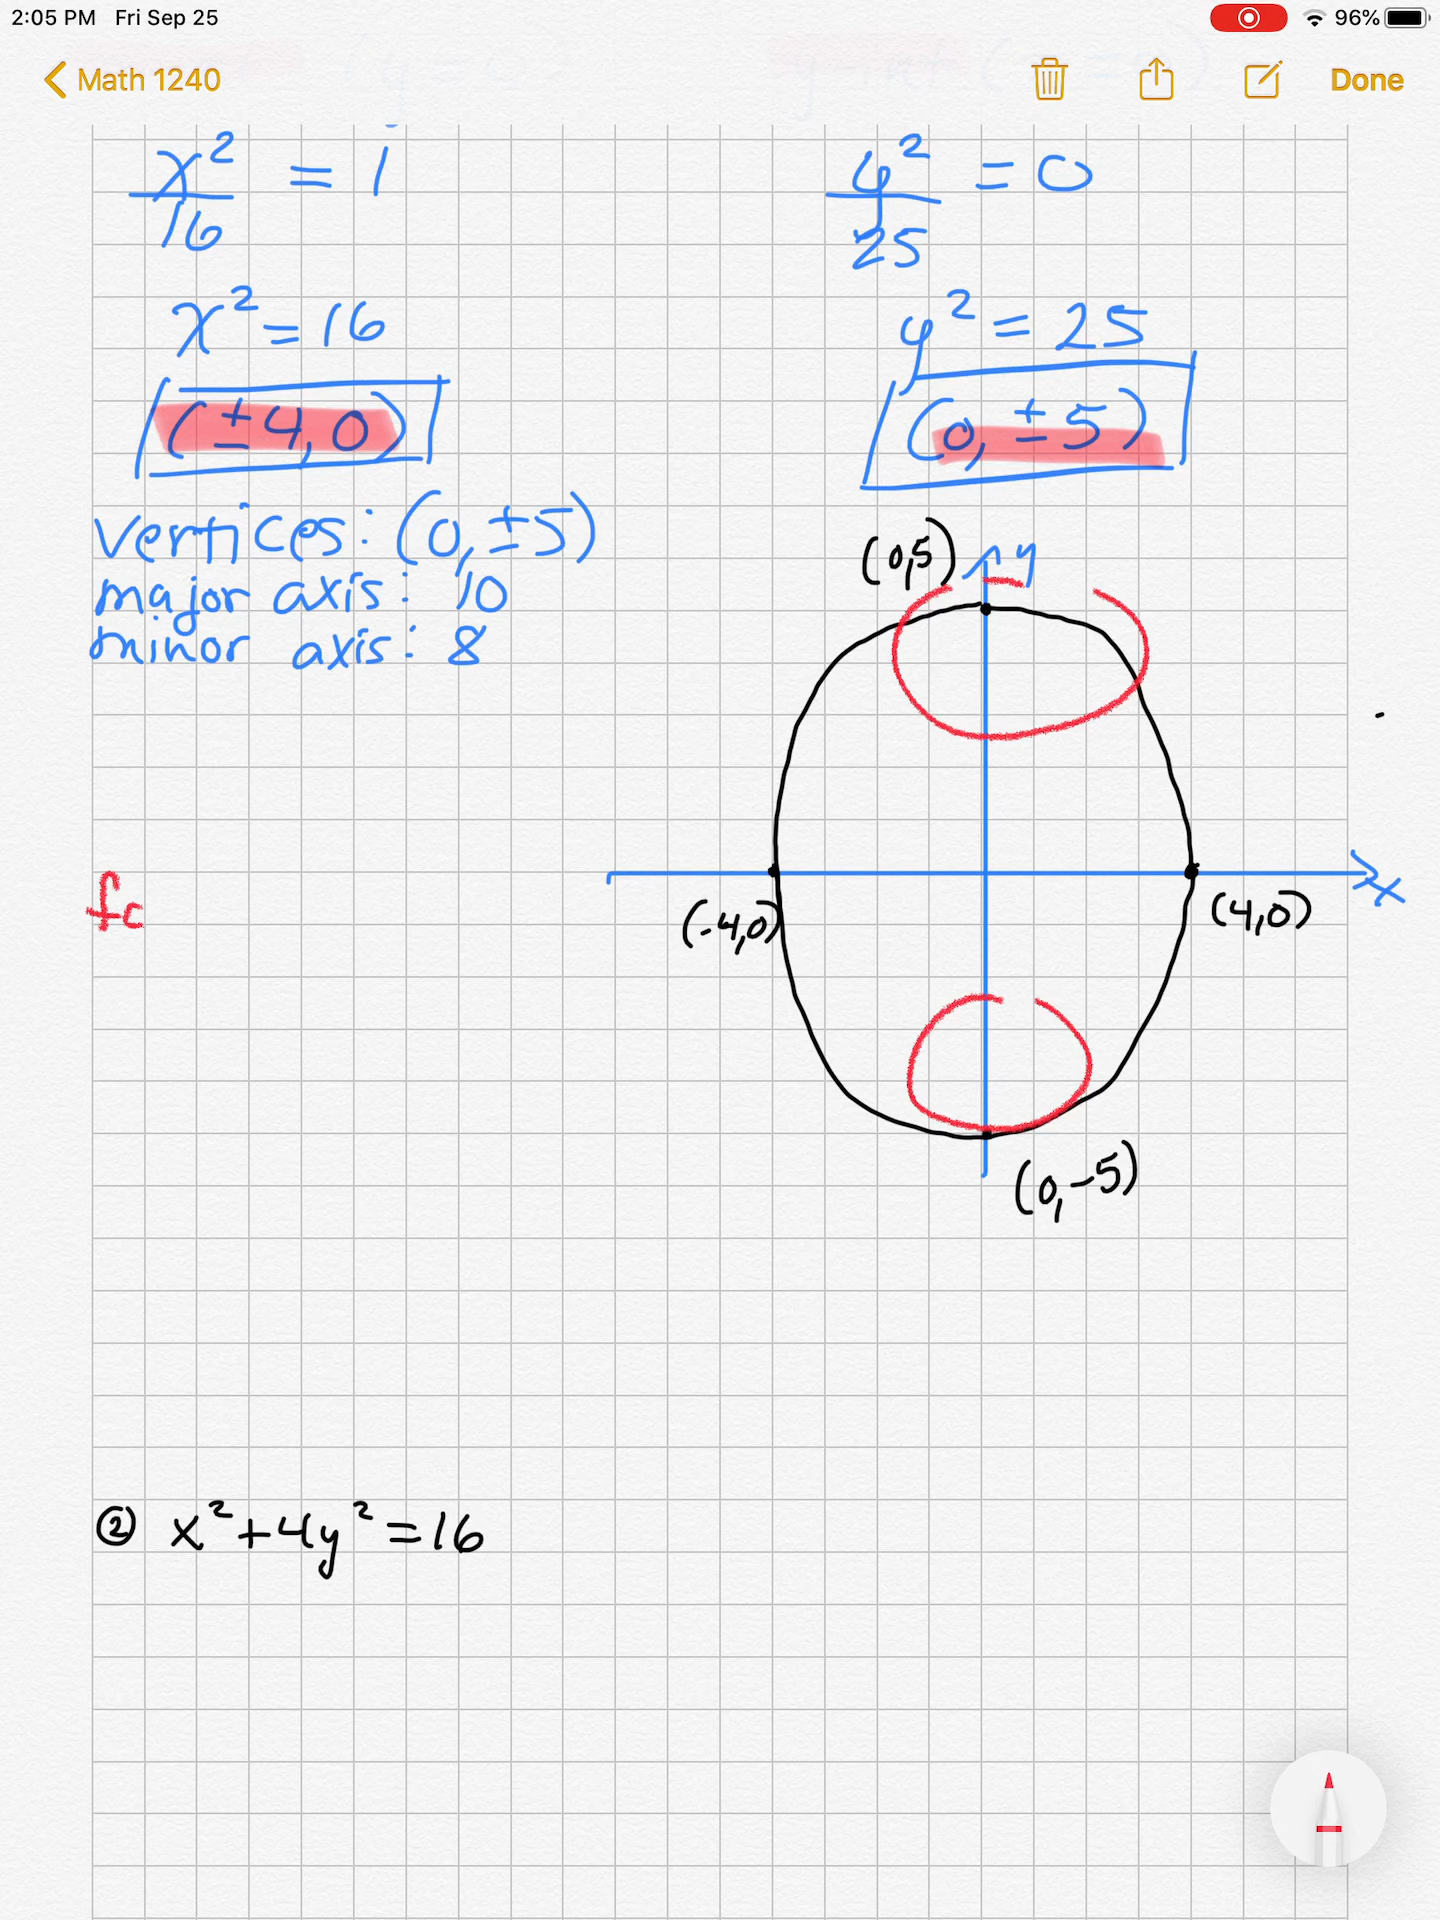 2:05 PM Fri Sep 25 96%
Math 1240 Done
x²/16 = 1
y²/25 = 0
x² = 16
y² = 25
(±4,0)
(0,±5)
vertices: (0,±5)
major axis: 10
minor axis: 8
(0,5) y
fc
x
(-4,0) (4,0)
(0,-5)
② x²+4y²=16